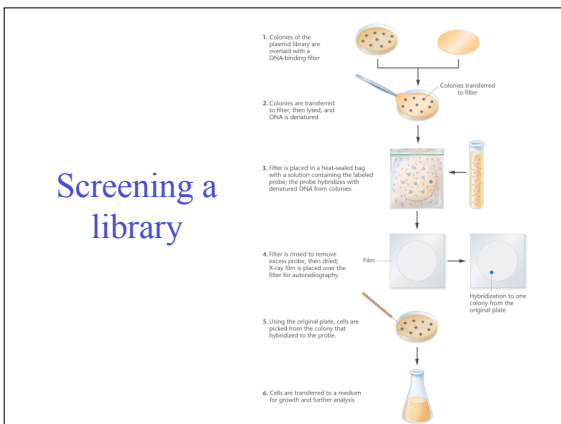 Screening a
library
1. Colonies of the
plasmid library are
overlaid with a
DNA-binding filter
Colonies transferred
to filter
2. Colonies are transferred
to filter, then lysed, and
DNA is denatured
3. Filter is placed in a heat-sealed bag
with a solution containing the labeled
probe; the probe hybridizes with
denatured DNA from colonies
4. Filter is rinsed to remove
excess probe, then dried;
X-ray film is placed over the
filter for autoradiography
Film
Hybridization to one
colony from the
original plate
5. Using the original plate, cells are
picked from the colony that
hybridized to the probe.
6. Cells are transferred to a medium
for growth and further analysis